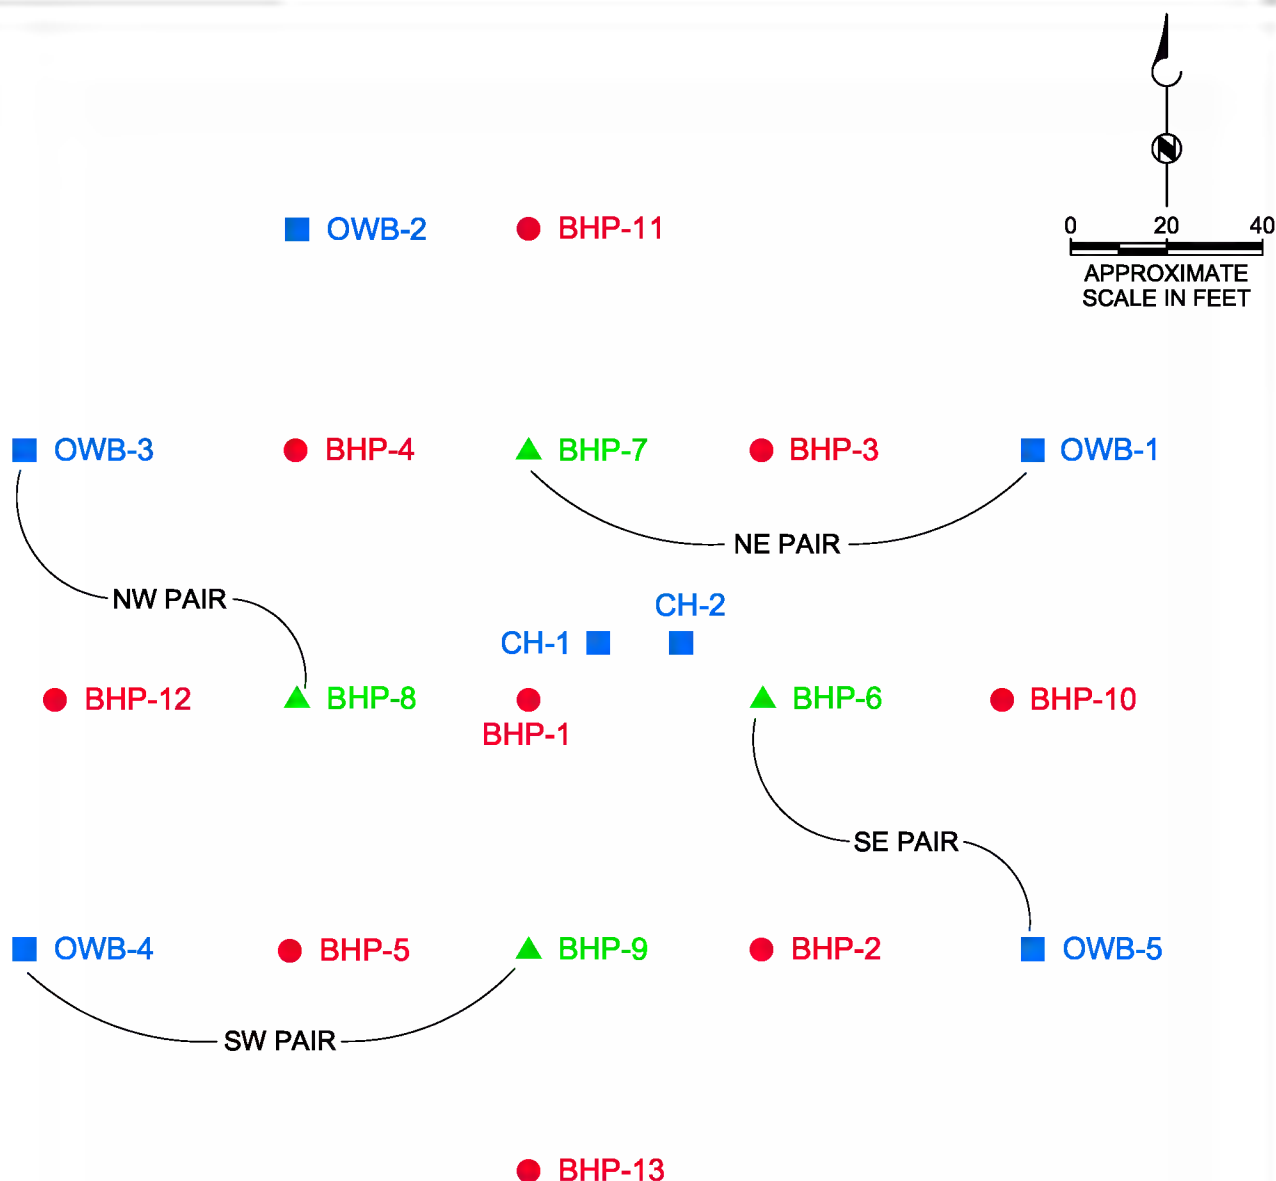 N
0 20 40
APPROXIMATE
SCALE IN FEET
OWB-2 BHP-11
OWB-3 BHP-4 BHP-7 BHP-3 OWB-1
NE PAIR
NW PAIR
CH-2
CH-1
BHP-12 BHP-8 BHP-6 BHP-10
BHP-1
SE PAIR
OWB-4 BHP-5 BHP-9 BHP-2 OWB-5
SW PAIR
BHP-13